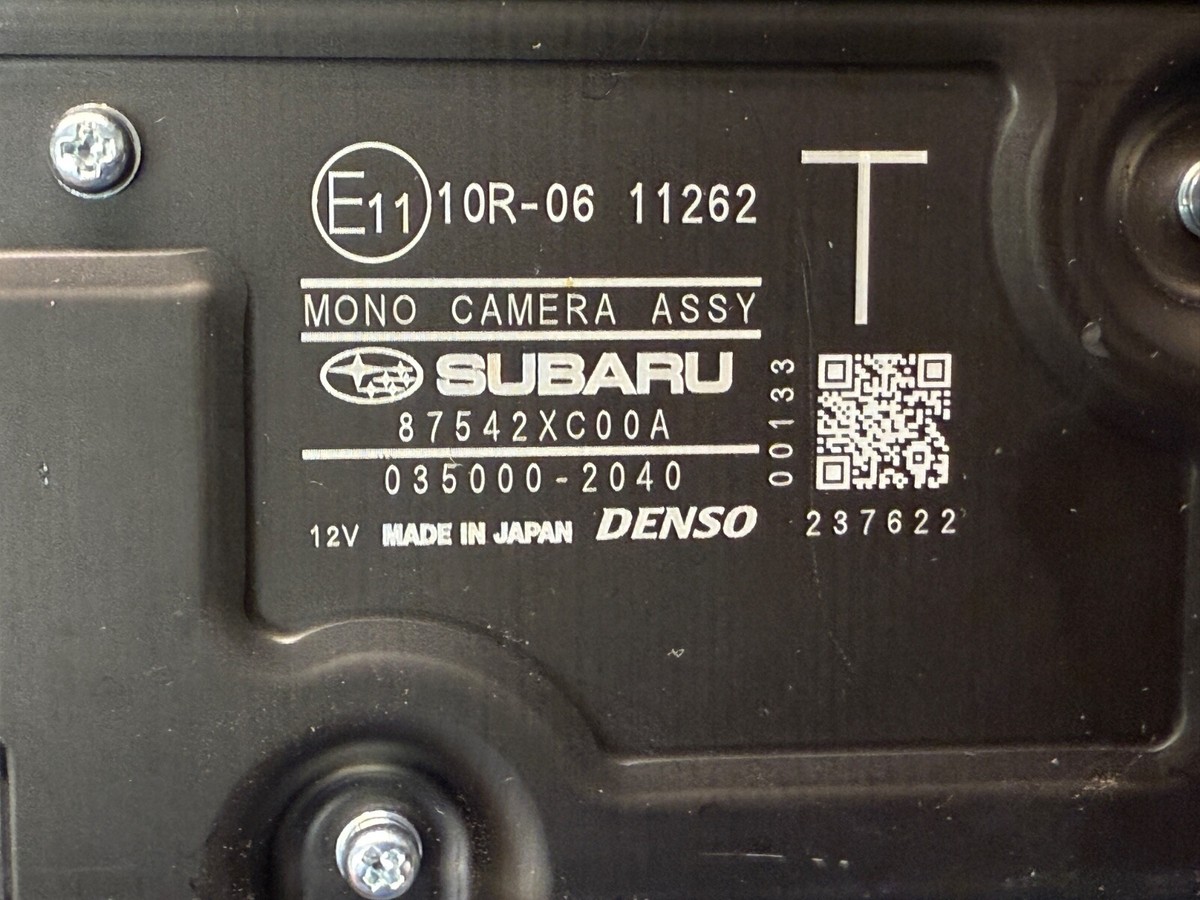 E11 10R-06 11262
T
MONO CAMERA ASSY
SUBARU
87542XC00A
035000-2040
12V MADE IN JAPAN DENSO
00133
237622